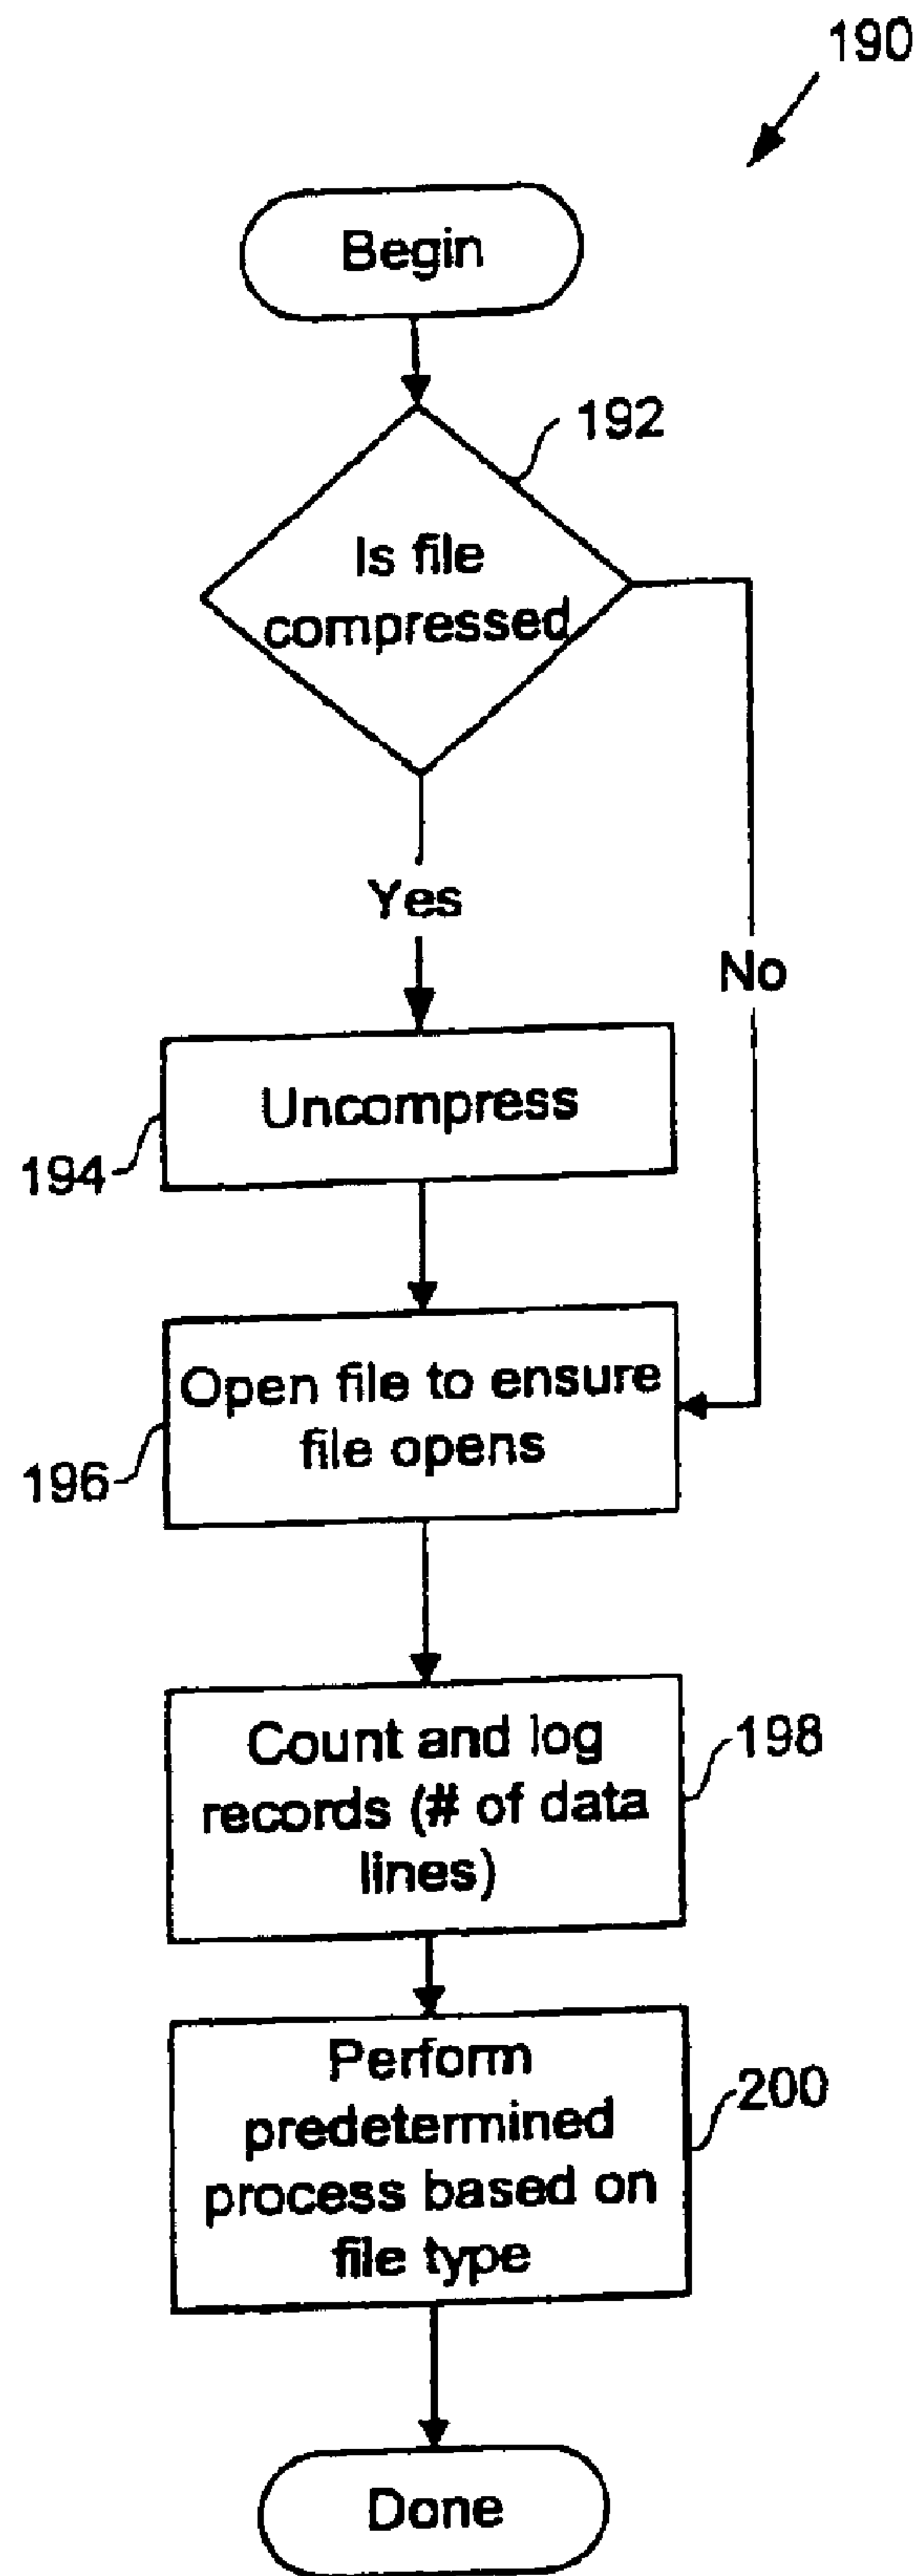 190
Begin
192
Is file
compressed
Yes
No
Uncompress
194
Open file to ensure
file opens
196
Count and log
records (# of data
lines)
198
Perform
predetermined
process based on
file type
200
Done